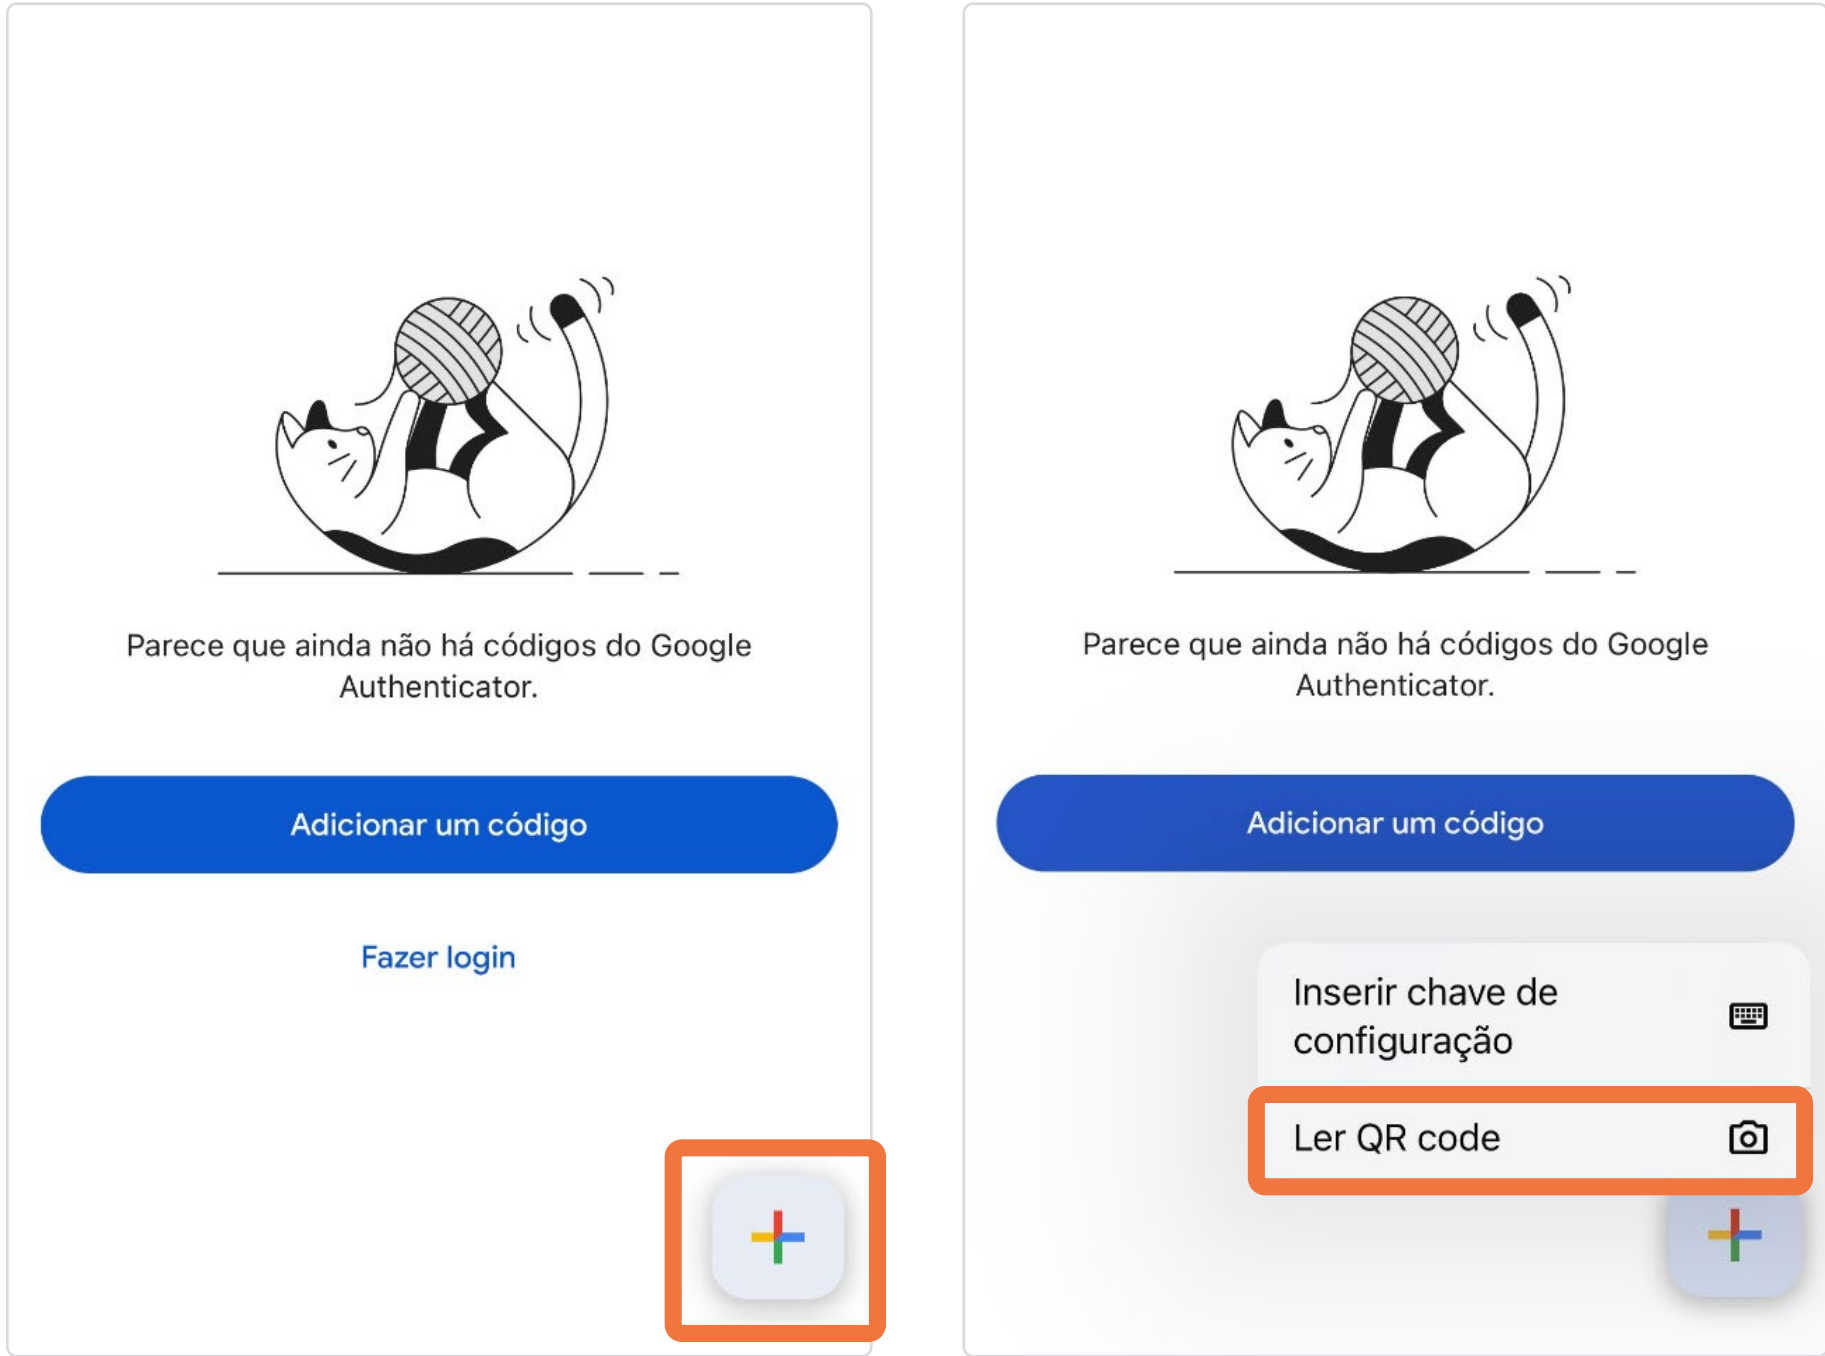 Parece que ainda não há códigos do Google
Authenticator.
Adicionar um código
Fazer login
Parece que ainda não há códigos do Google
Authenticator.
Adicionar um código
Inserir chave de
configuração
Ler QR code